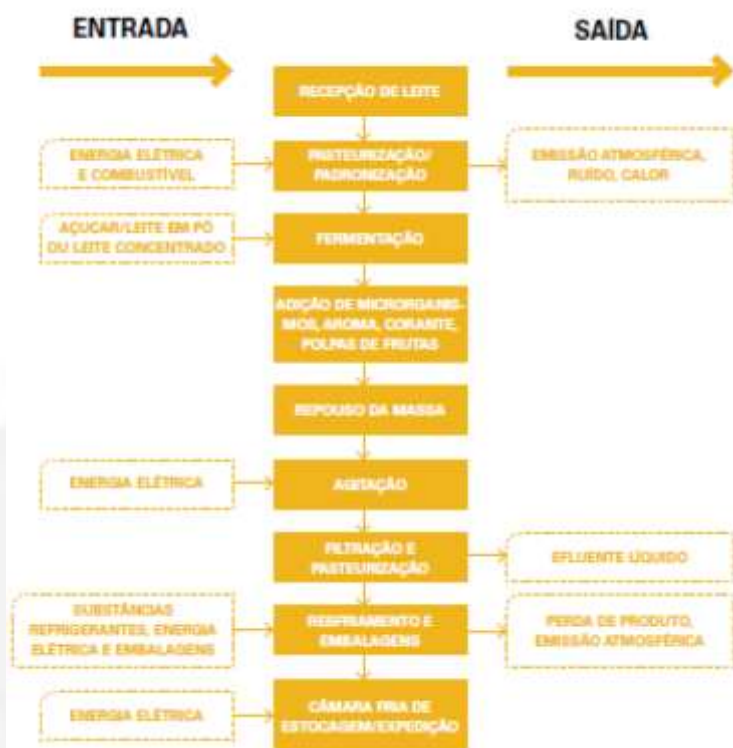 ENTRADA
SAÍDA
RECEPÇÃO DE LEITE
ENERGIA ELÉTRICA
E COMBUSTÍVEL
PASTEURIZAÇÃO/
PADRONIZAÇÃO
EMISSÃO ATMOSFÉRICA,
RUÍDO, CALOR
AÇUCAR/LEITE EM PÓ
OU LEITE CONCENTRADO
FERMENTAÇÃO
ADIÇÃO DE MICRORGANIS-
MOS, AROMA, CORANTE,
POLPAS DE FRUTAS
REPOUSO DA MASSA
ENERGIA ELÉTRICA
AGITAÇÃO
FILTRAÇÃO E
PASTEURIZAÇÃO
EFLUENTE LÍQUIDO
SUBSTÂNCIAS
REFRIGERANTES, ENERGIA
ELÉTRICA E EMBALAGENS
RESFRIAMENTO E
EMBALAGENS
PERDA DE PRODUTO,
EMISSÃO ATMOSFÉRICA
ENERGIA ELÉTRICA
CÂMARA FRIA DE
ESTOCAGEM/EXPEDIÇÃO